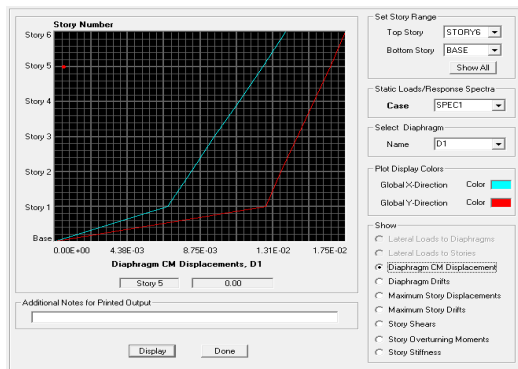 Story Number
Story 6
Story 5
Story 4
Story 3
Story 2
Story 1
Base
0.00E+0 4.38E-03 8.75E-03 1.31E-02 1.75E-02
Diaphragm CM Displacements, D1
Story 5 0.00
Additional Notes for Printed Output
Display Done
Set Story Range
Top Story STORY6
Bottom Story BASE
Show All
Static Loads/Response Spectra
Case SPEC1
Select Diaphragm
Name D1
Plot Display Colors
Global X-Direction Color
Global Y-Direction Color
Show
Lateral Loads to Diaphragms
Lateral Loads to Stories
Diaphragm CM Displacement
Diaphragm Drifts
Maximum Story Displacements
Maximum Story Drifts
Story Shears
Story Overturning Moments
Story Stiffness